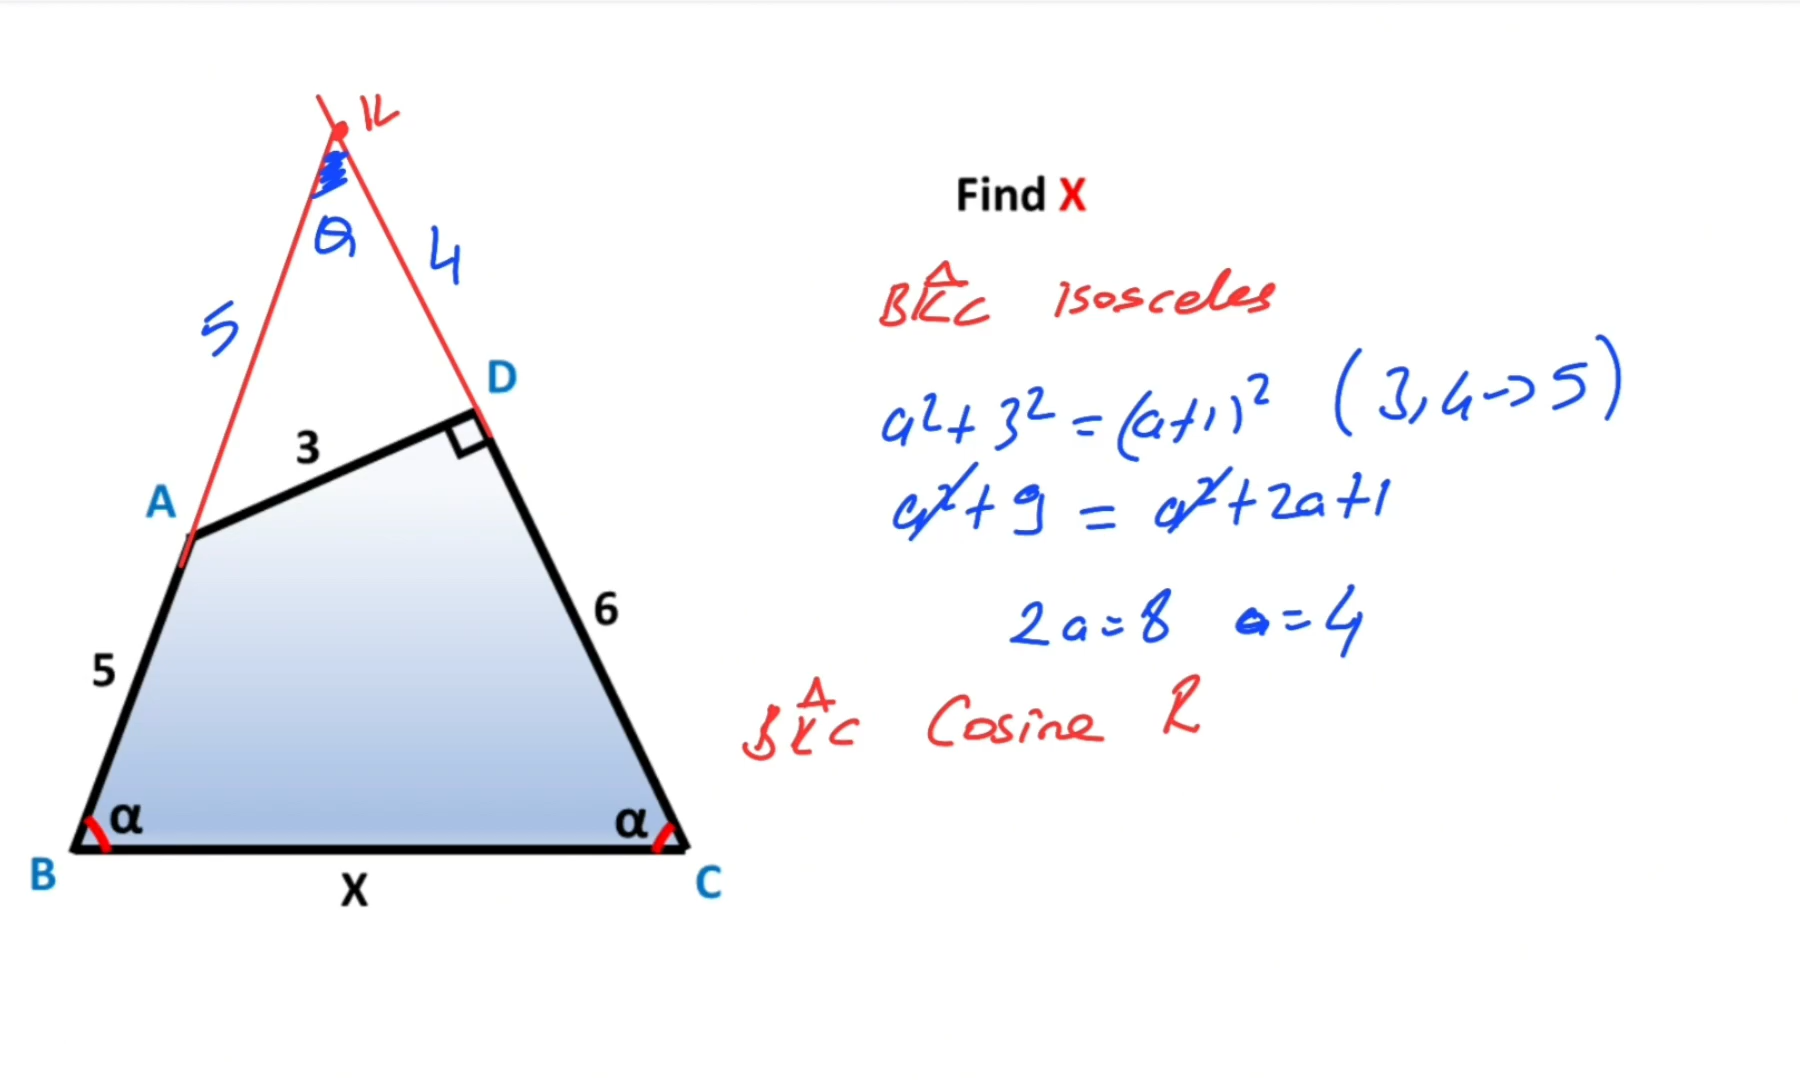 K
θ
4
5
D
3
A
6
5
α
α
B
X
C
Find X
BKC isosceles
a²+3²=(a+1)² (3,4→5)
a²+9=a²+2a+1
2a=8 a=4
BKC Cosine R